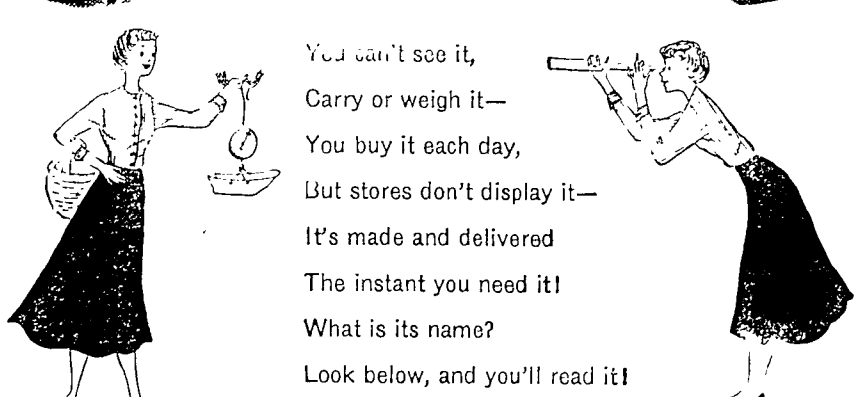 You can't see it,
Carry or weigh it—
You buy it each day,
But stores don't display it—
It's made and delivered
The instant you need it!
What is its name?
Look below, and you'll read it!